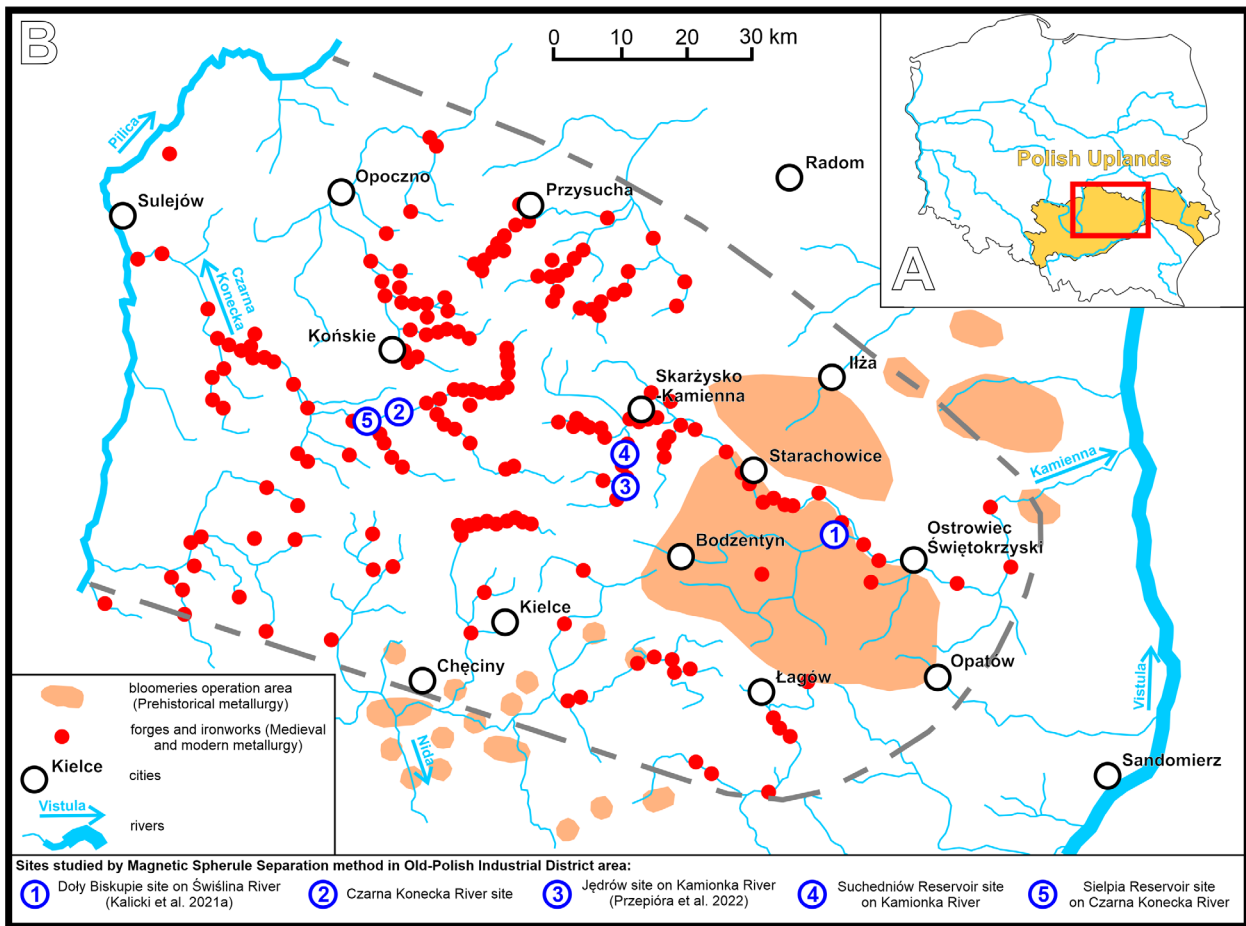 B
0 10 20 30 km
Polish Uplands
A
Pilica
Radom
Opoczno
Przysucha
Sulejów
Czarna
Konecka
Końskie
Iłża
Skarżysko
-Kamienna
5
2
4
3
Starachowice
Kamienna
1
Ostrowiec
Świętokrzyski
Bodzentyn
Kielce
Chęciny
Łagów
Opatów
Vistula
Nida
Sandomierz
bloomeries operation area
(Prehistorical metallurgy)
forges and ironworks (Medieval
and modern metallurgy)
Kielce
cities
Vistula
rivers
Sites studied by Magnetic Spherule Separation method in Old-Polish Industrial District area:
1 Doły Biskupie site on Świślina River
(Kalicki et al. 2021a)
2 Czarna Konecka River site
3 Jędrów site on Kamionka River
(Przepióra et al. 2022)
4 Suchedniów Reservoir site
on Kamionka River
5 Sielpia Reservoir site
on Czarna Konecka River